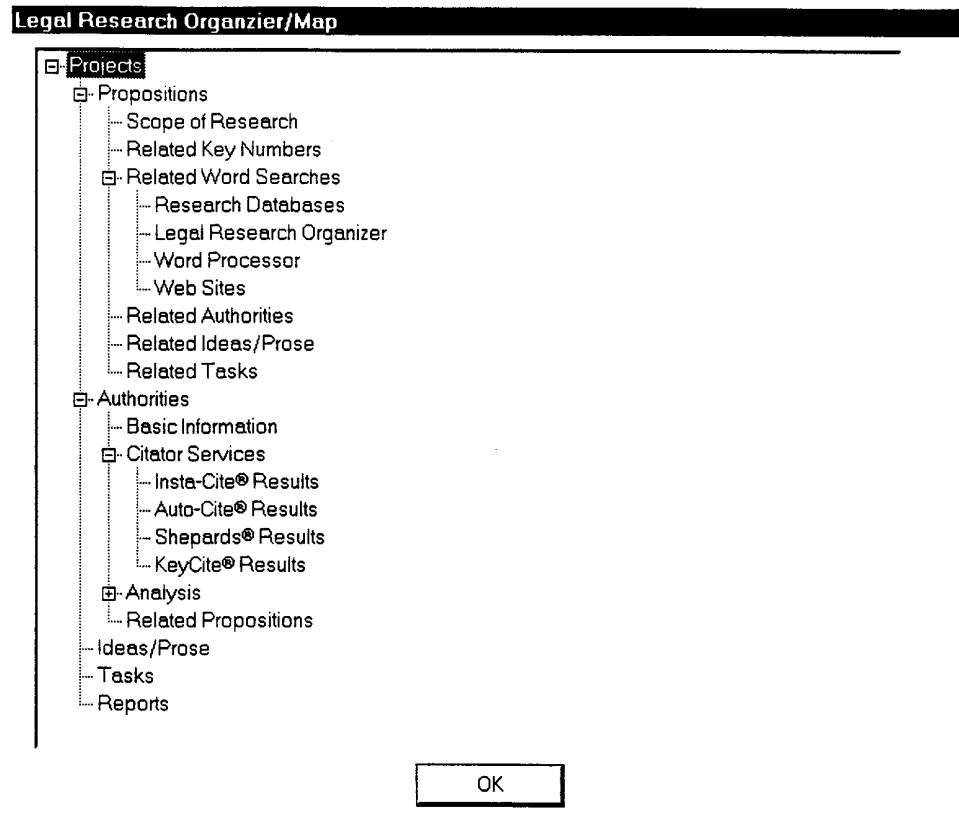 Legal Research Organzier/Map
Projects
Propositions
Scope of Research
Related Key Numbers
Related Word Searches
Research Databases
Legal Research Organizer
Word Processor
Web Sites
Related Authorities
Related Ideas/Prose
Related Tasks
Authorities
Basic Information
Citator Services
Insta-Cite® Results
Auto-Cite® Results
Shepards® Results
KeyCite® Results
Analysis
Related Propositions
Ideas/Prose
Tasks
Reports
OK